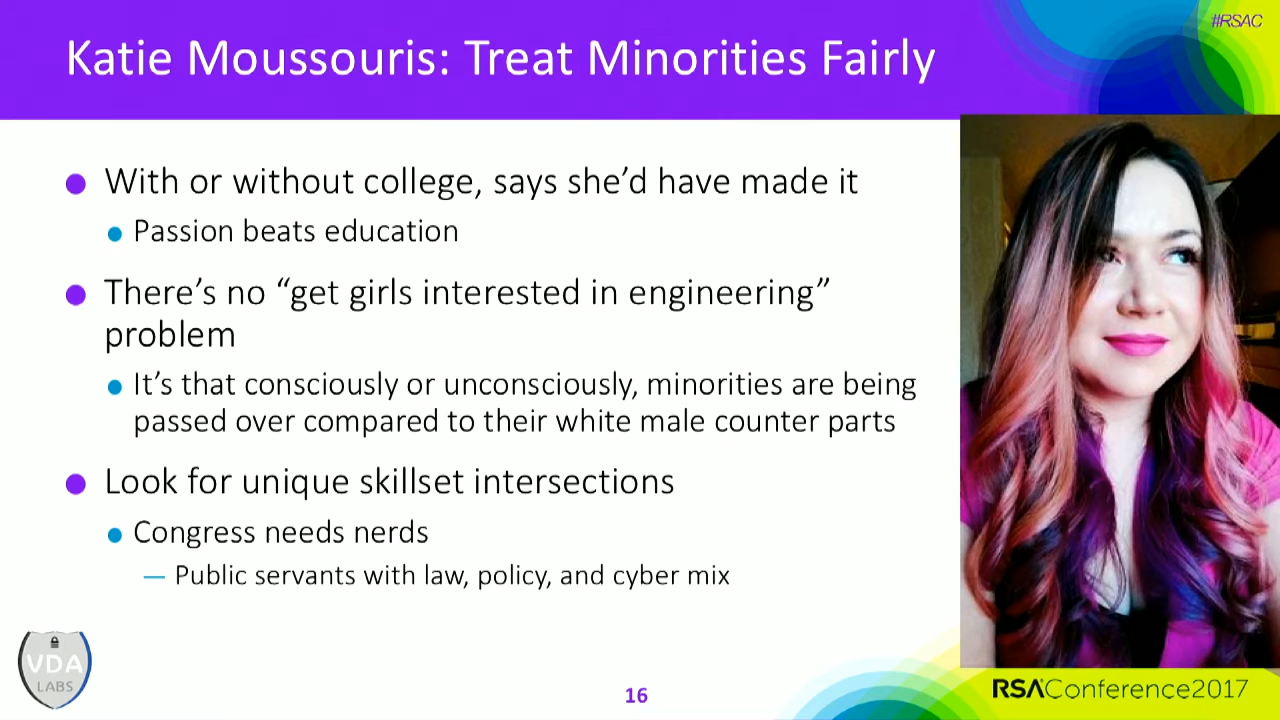 #RSAC
Katie Moussouris: Treat Minorities Fairly
With or without college, says she’d have made it
Passion beats education
There’s no “get girls interested in engineering”
problem
It’s that consciously or unconsciously, minorities are being
passed over compared to their white male counter parts
Look for unique skillset intersections
Congress needs nerds
— Public servants with law, policy, and cyber mix
VDA
LABS
16
RSAConference2017